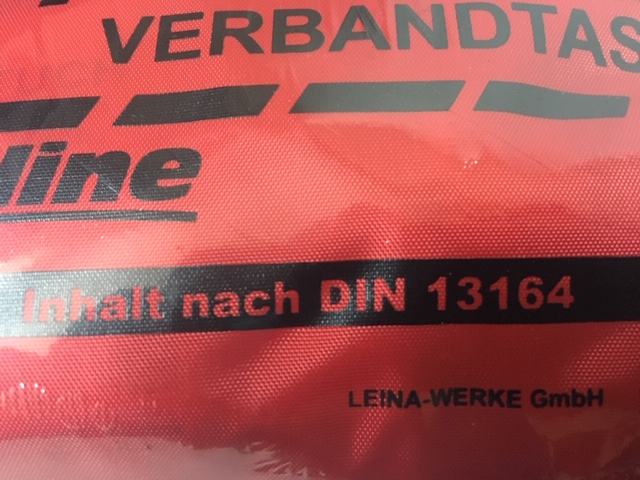 VERBANDTAS
line
Inhalt nach DIN 13164
LEINA-WERKE GmbH